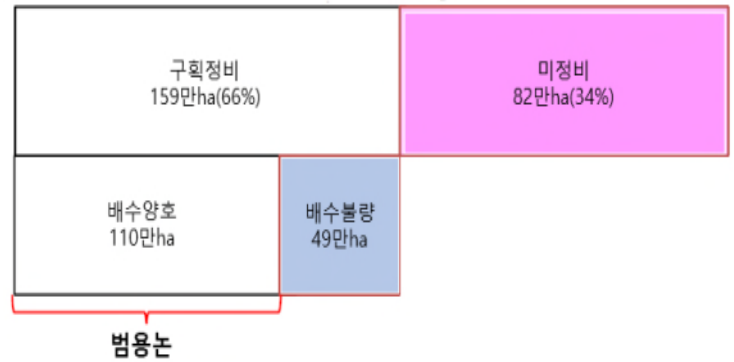 구획정비
159만ha(66%)
미정비
82만ha(34%)
배수양호
110만ha
배수불량
49만ha
범용논